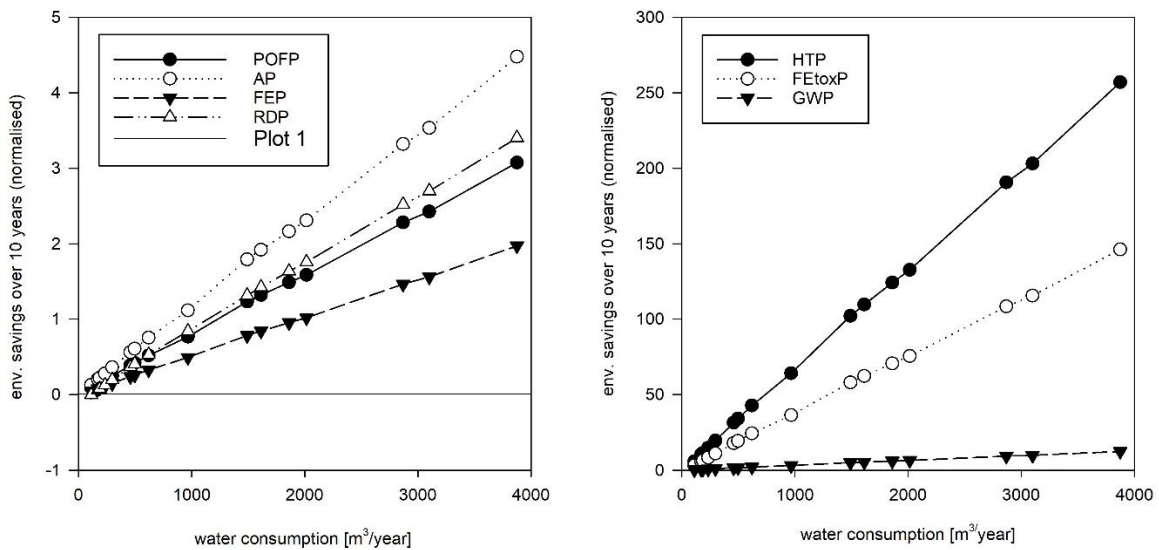 env. savings over 10 years (normalised)
5
4
3
2
1
0
-1
POFP
AP
FEP
RDP
Plot 1
0 1000 2000 3000 4000
water consumption [m³/year]
env. savings over 10 years (normalised)
300
250
200
150
100
50
0
HTP
FEtoxP
GWP
0 1000 2000 3000 4000
water consumption [m³/year]